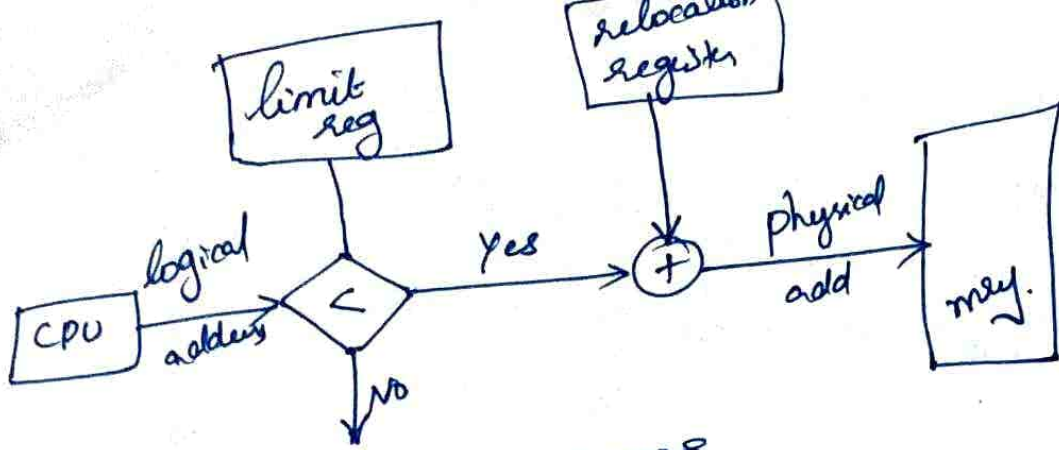 relocation
register
limit
reg
logical
address
CPU
<
Yes
+
physical
add
mry.
No